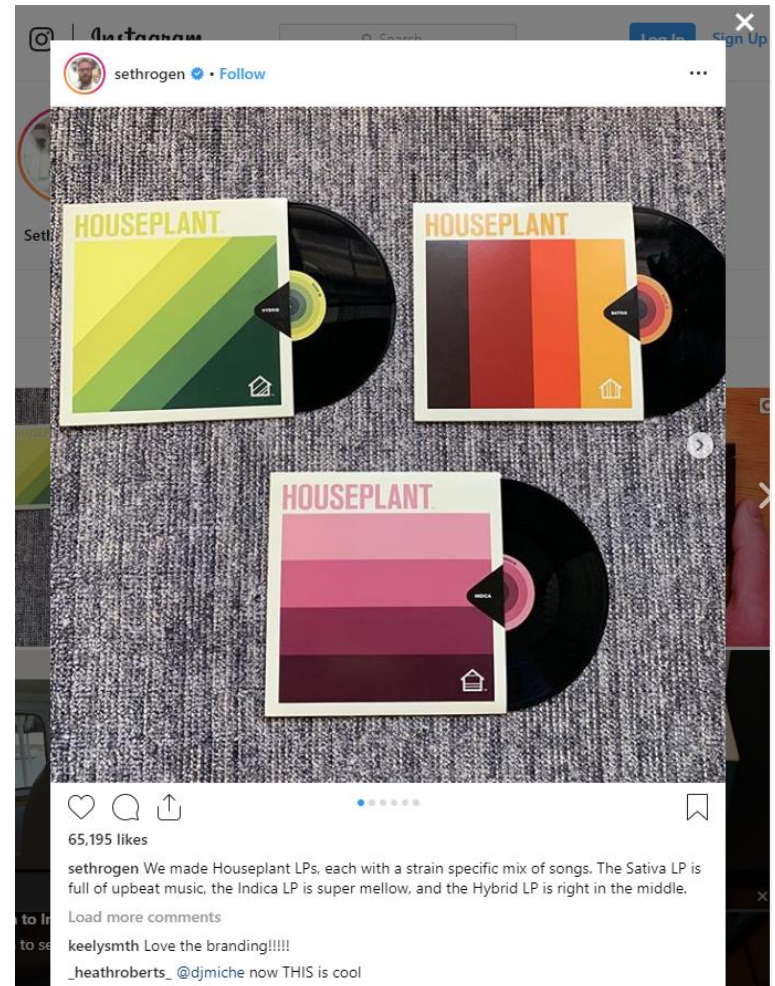 Instagram
Search
Log In
Sign Up
sethrogen • Follow
HOUSEPLANT
HYBRID
HOUSEPLANT
SATIVA
HOUSEPLANT
INDICA
65,195 likes
sethrogen We made Houseplant LPs, each with a strain specific mix of songs. The Sativa LP is
full of upbeat music, the Indica LP is super mellow, and the Hybrid LP is right in the middle.
Load more comments
keelysmth Love the branding!!!!!
_heathroberts_ @djmiche now THIS is cool